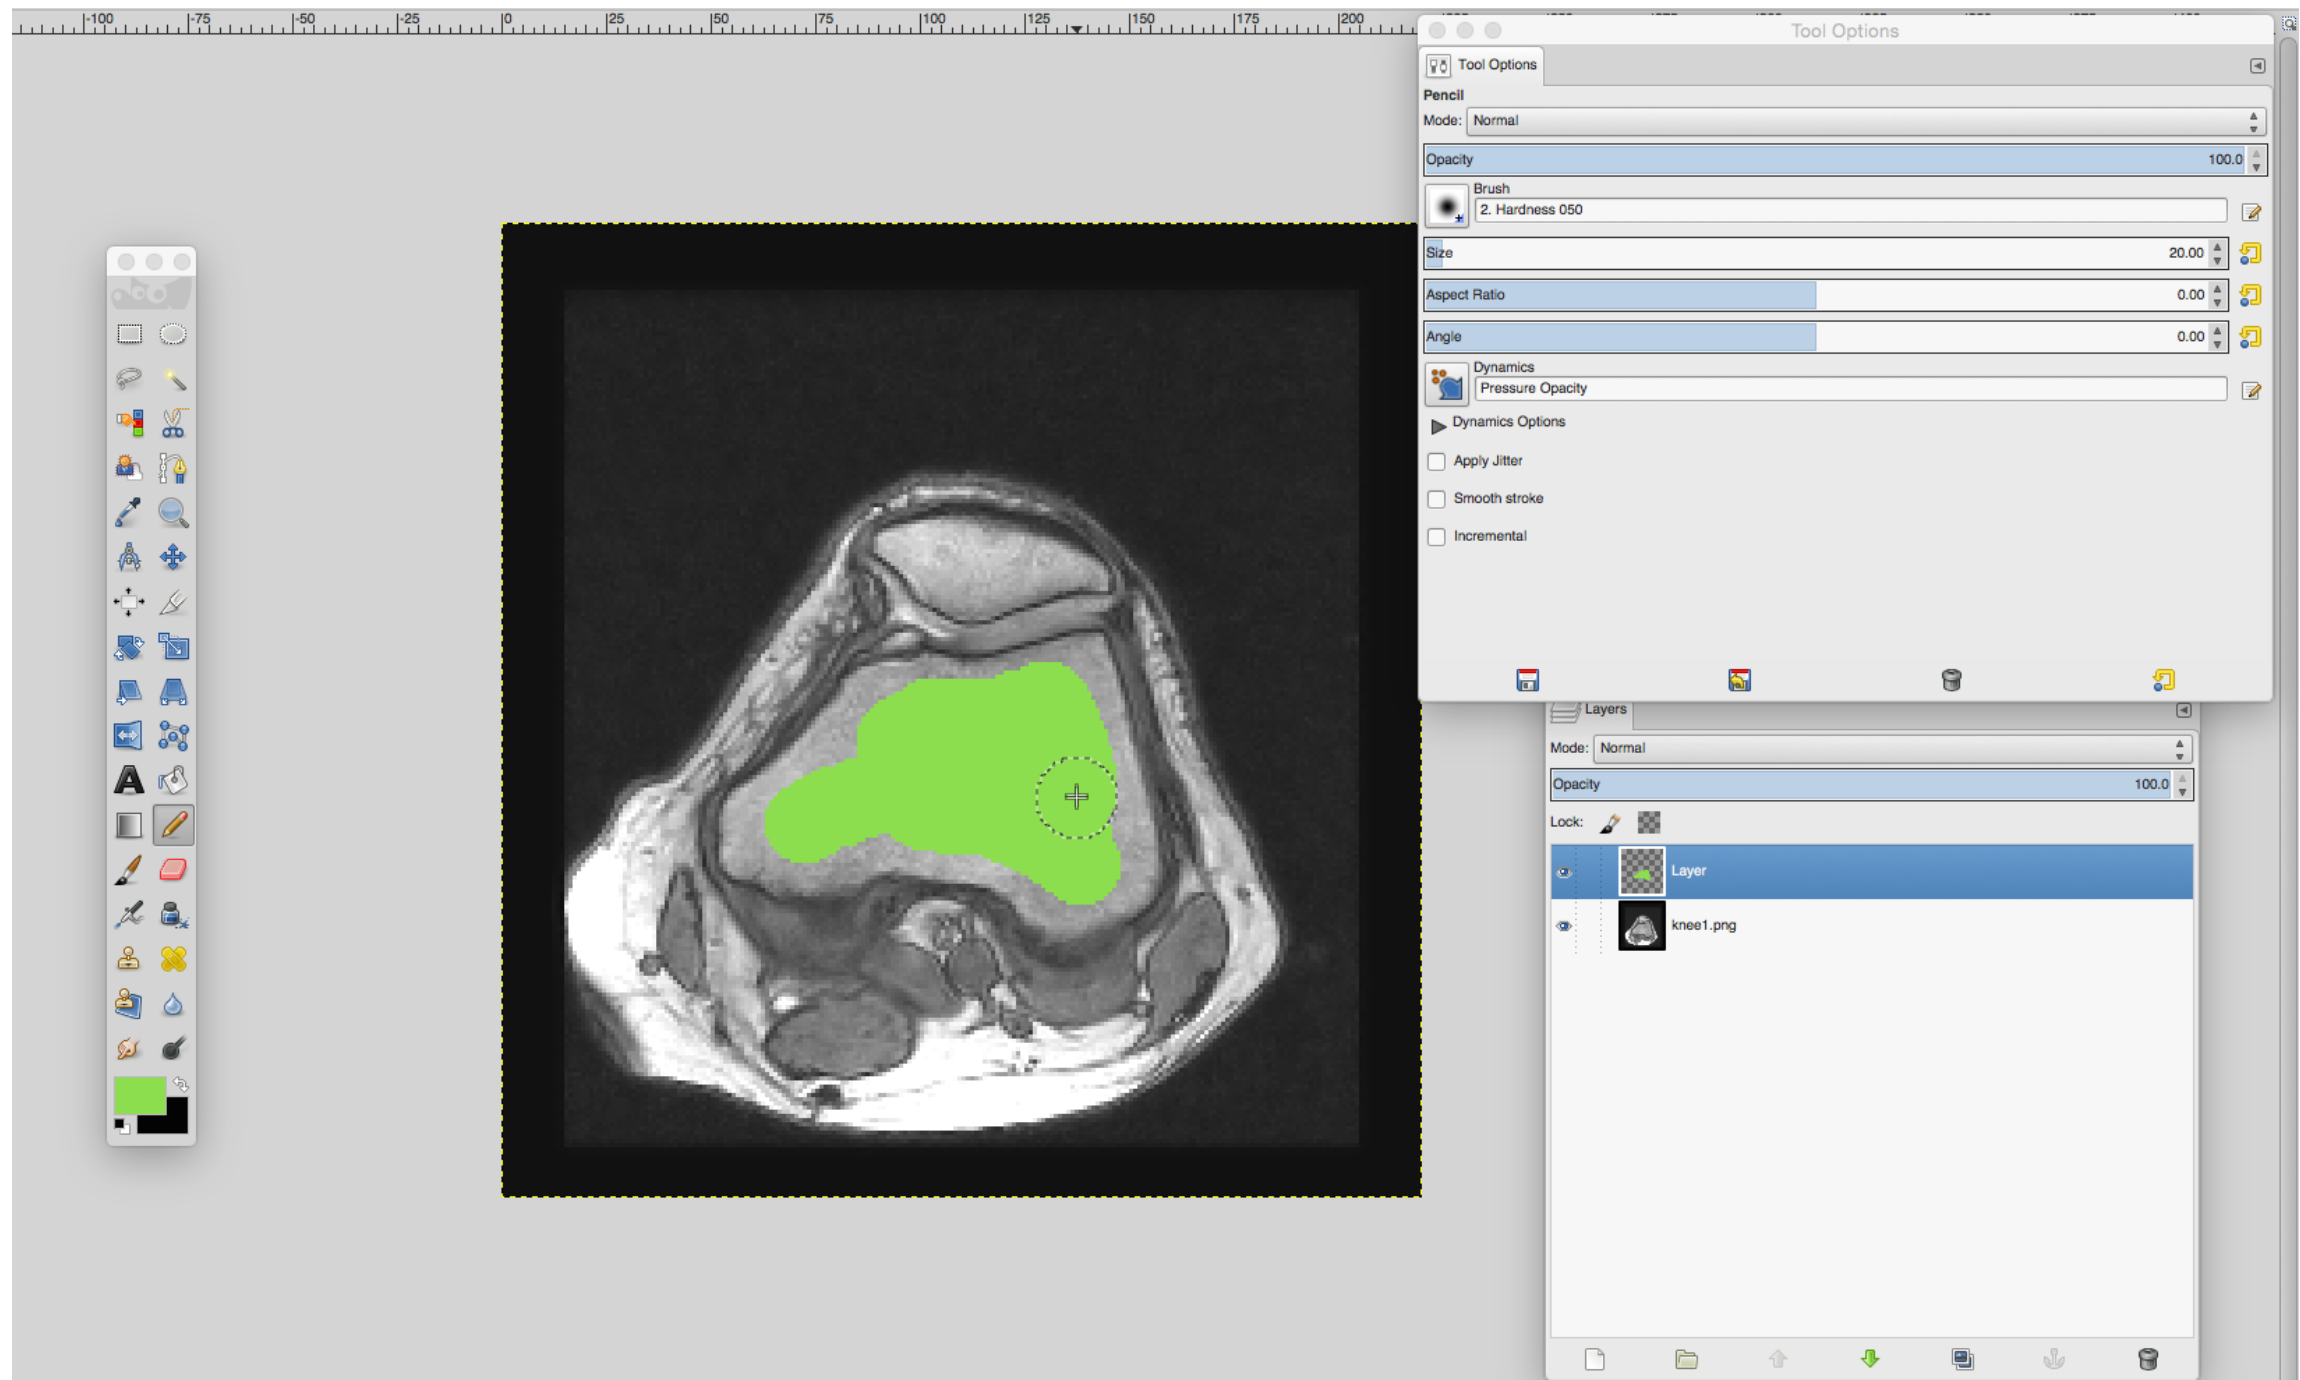 -100 -75 -50 -25 0 25 50 75 100 125 150 175 200
Tool Options
Tool Options
Pencil
Mode: Normal
Opacity 100.0
Brush
2. Hardness 050
Size 20.00
Aspect Ratio 0.00
Angle 0.00
Dynamics
Pressure Opacity
Dynamics Options
Apply Jitter
Smooth stroke
Incremental
Layers
Mode: Normal
Opacity 100.0
Lock:
Layer
knee1.png